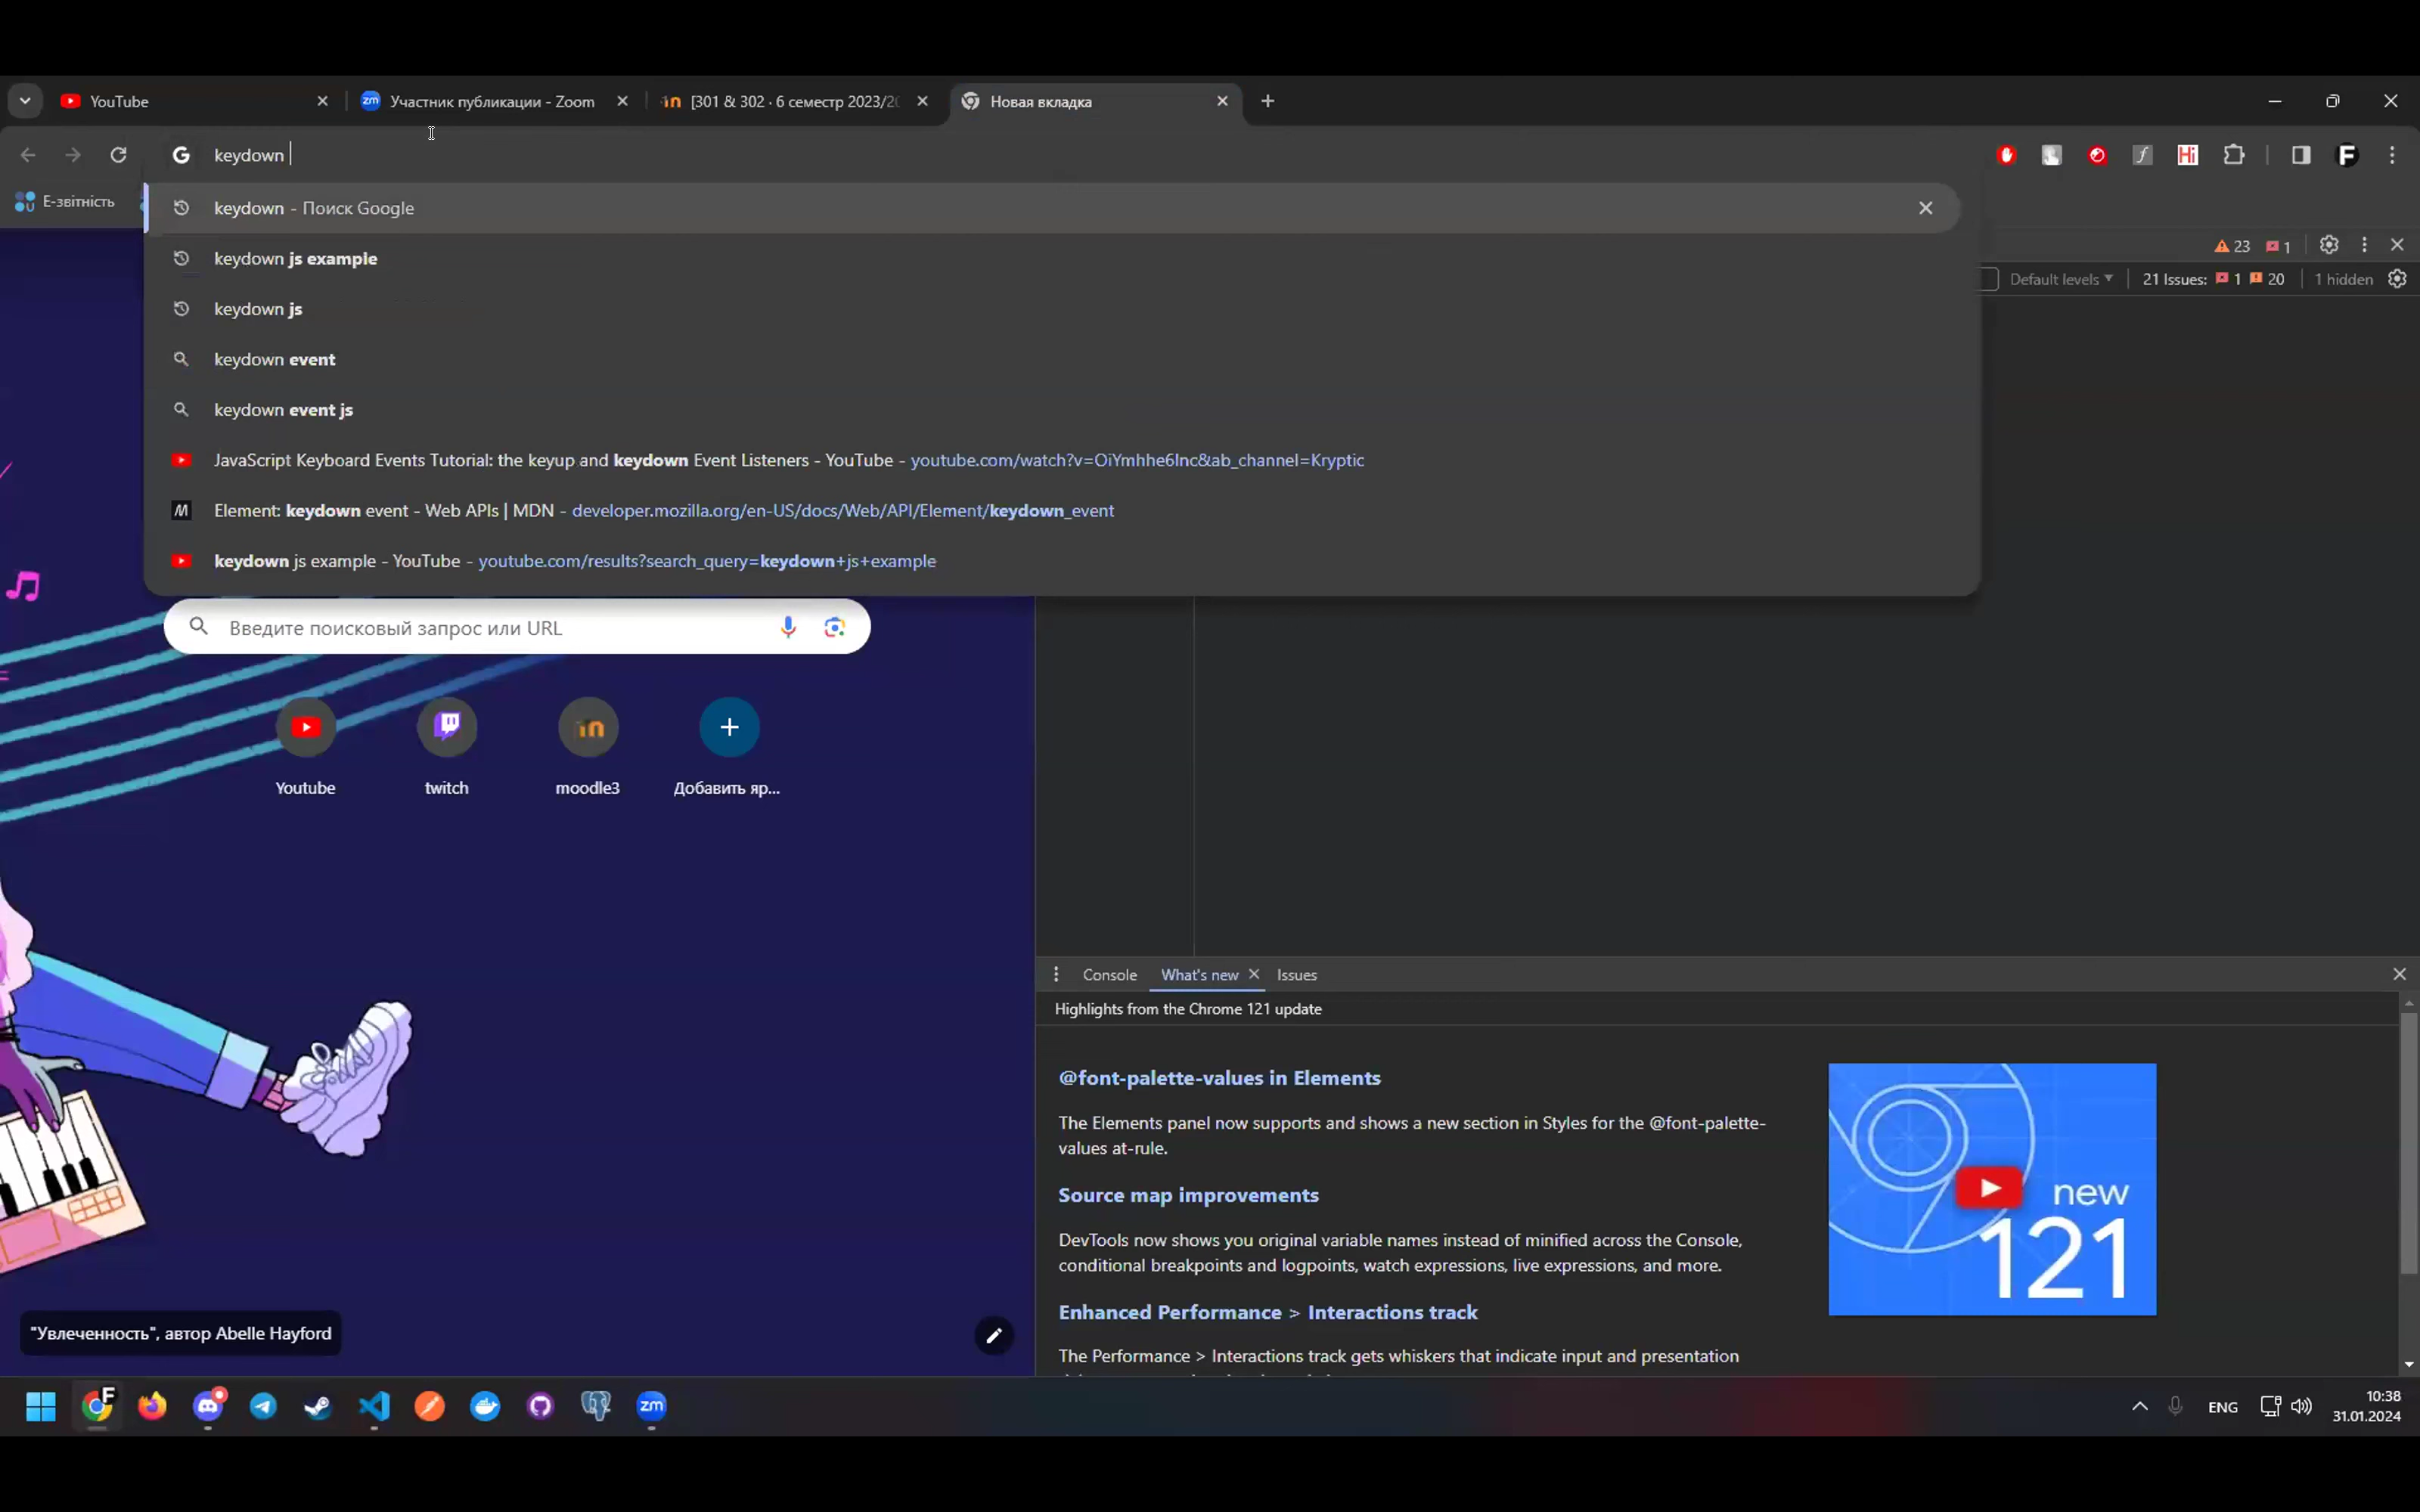 YouTube
Участник публикации - Zoom
[301 & 302 · 6 семестр 2023/20
Новая вкладка
keydown
E-звітність
keydown - Поиск Google
keydown js example
keydown js
keydown event
keydown event js
JavaScript Keyboard Events Tutorial: the keyup and keydown Event Listeners - YouTube - youtube.com/watch?v=OiYmhhe6Inc&ab_channel=Kryptic
Element: keydown event - Web APIs | MDN - developer.mozilla.org/en-US/docs/Web/API/Element/keydown_event
keydown js example - YouTube - youtube.com/results?search_query=keydown+js+example
23 1
Default levels 21 Issues: 1 20 1 hidden
Введите поисковый запрос или URL
Youtube twitch moodle3 Добавить яр...
Console What's new Issues
Highlights from the Chrome 121 update
@font-palette-values in Elements
The Elements panel now supports and shows a new section in Styles for the @font-palette-
values at-rule.
Source map improvements
DevTools now shows you original variable names instead of minified across the Console,
conditional breakpoints and logpoints, watch expressions, live expressions, and more.
Enhanced Performance > Interactions track
The Performance > Interactions track gets whiskers that indicate input and presentation
new
121
"Увлеченность", автор Abelle Hayford
zm
ENG
10:38
31.01.2024